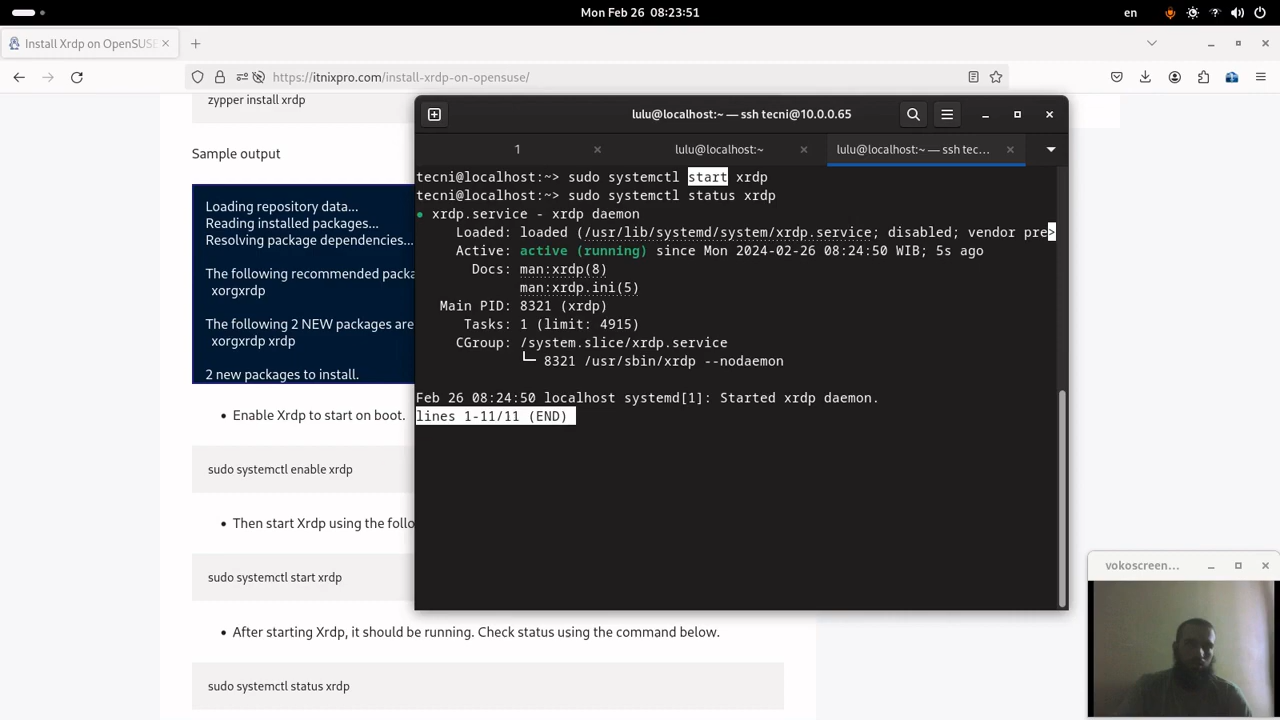 Mon Feb 26 08:23:51
en
Install Xrdp on OpenSUSE
https://itnixpro.com/install-xrdp-on-opensuse/
zypper install xrdp
Sample output
Loading repository data...
Reading installed packages...
Resolving package dependencies...
The following recommended packa
xorgxrdp
The following 2 NEW packages are
xorgxrdp xrdp
2 new packages to install.
• Enable Xrdp to start on boot.
sudo systemctl enable xrdp
• Then start Xrdp using the follo
sudo systemctl start xrdp
• After starting Xrdp, it should be running. Check status using the command below.
sudo systemctl status xrdp
lulu@localhost:~ — ssh tecni@10.0.0.65
1
lulu@localhost:~
lulu@localhost:~ — ssh tec...
tecni@localhost:~> sudo systemctl start xrdp
tecni@localhost:~> sudo systemctl status xrdp
● xrdp.service - xrdp daemon
Loaded: loaded (/usr/lib/systemd/system/xrdp.service; disabled; vendor pre>
Active: active (running) since Mon 2024-02-26 08:24:50 WIB; 5s ago
Docs: man:xrdp(8)
man:xrdp.ini(5)
Main PID: 8321 (xrdp)
Tasks: 1 (limit: 4915)
CGroup: /system.slice/xrdp.service
└─ 8321 /usr/sbin/xrdp --nodaemon
Feb 26 08:24:50 localhost systemd[1]: Started xrdp daemon.
lines 1-11/11 (END)
vokoscreen...